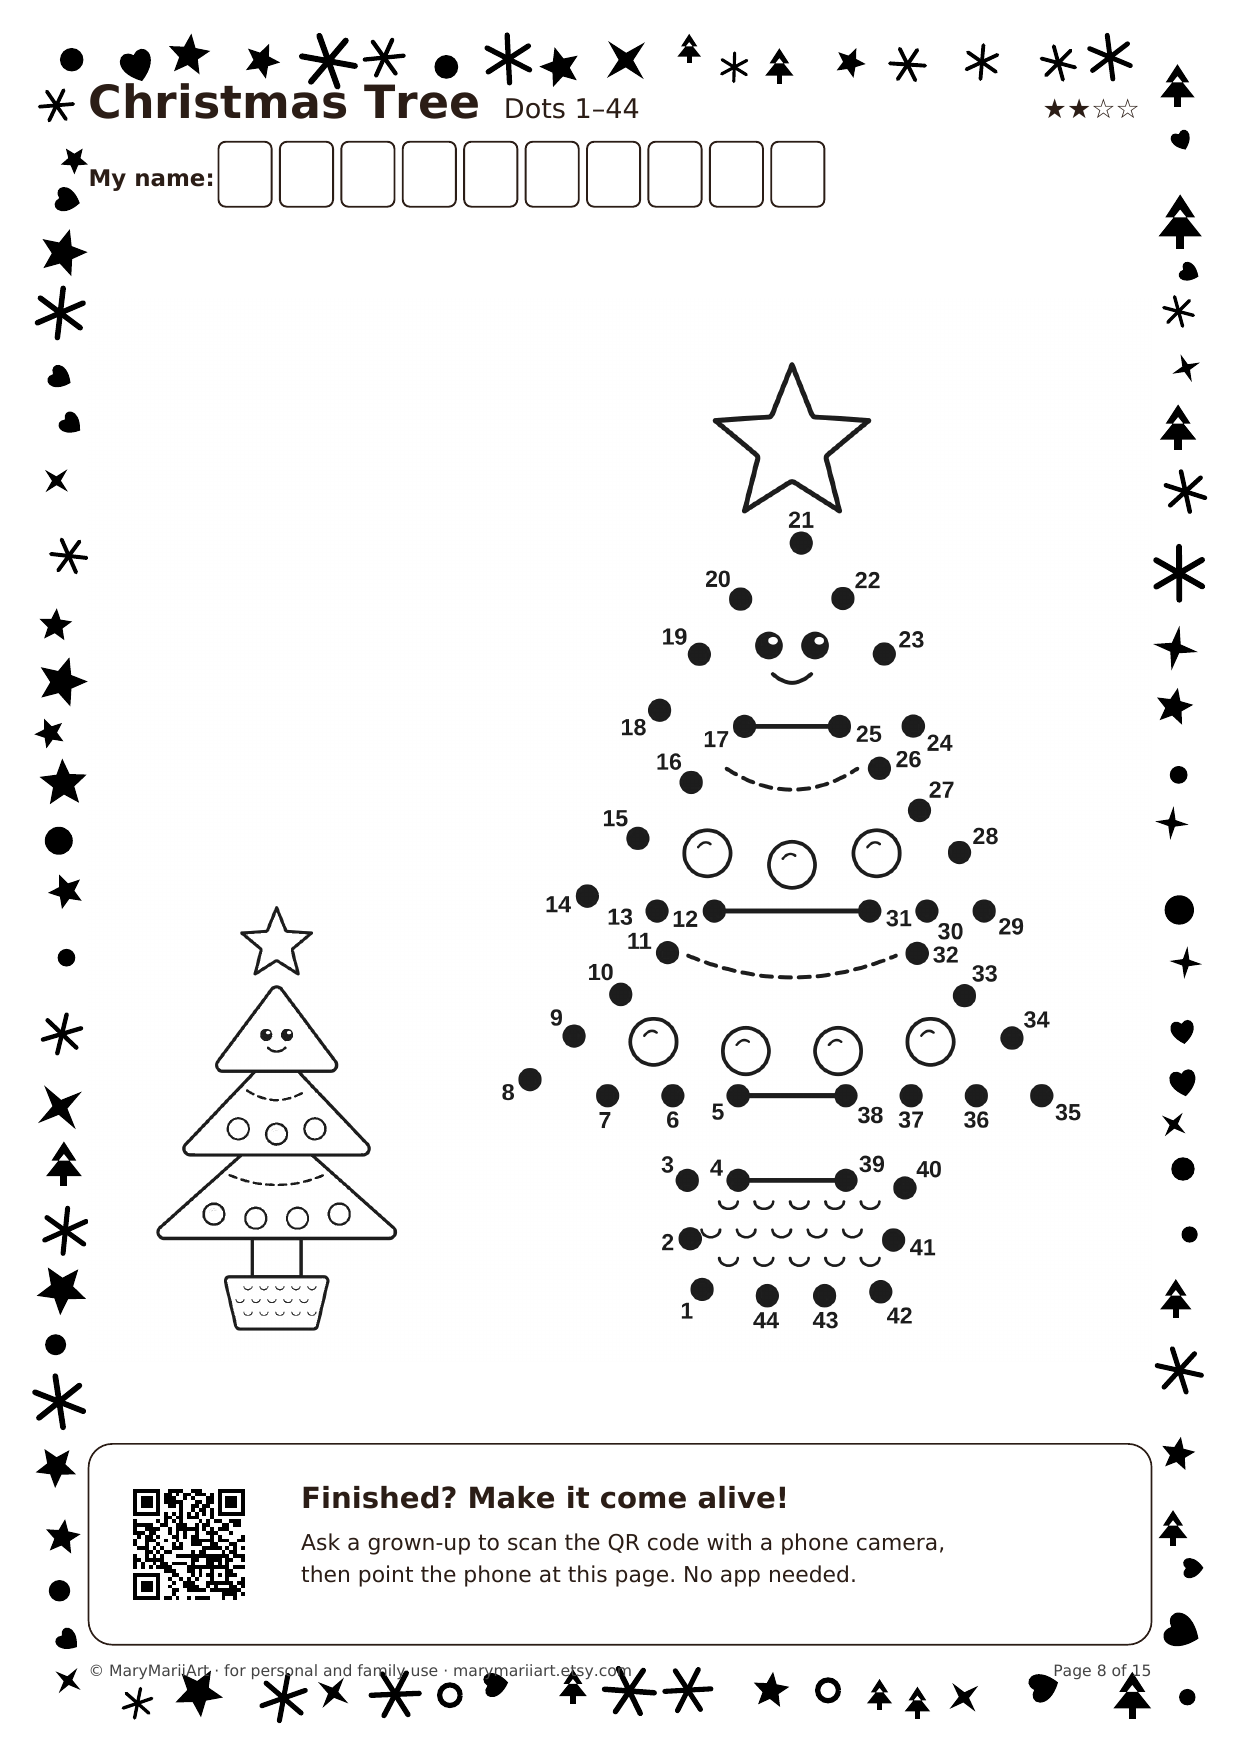 Christmas Tree Dots 1–44 ★★☆☆
My name:
21
20 22
19 23
18 17 25 24
16 26
27
15 28
14 13 12 31 30 29
11 32
10 33
9 34
8 7 6 5 38 37 36 35
3 4 39 40
2 41
1 44 43 42
Finished? Make it come alive!
Ask a grown-up to scan the QR code with a phone camera,
then point the phone at this page. No app needed.
© MaryMariiArt · for personal and family use · marymariiart.etsy.com Page 8 of 15